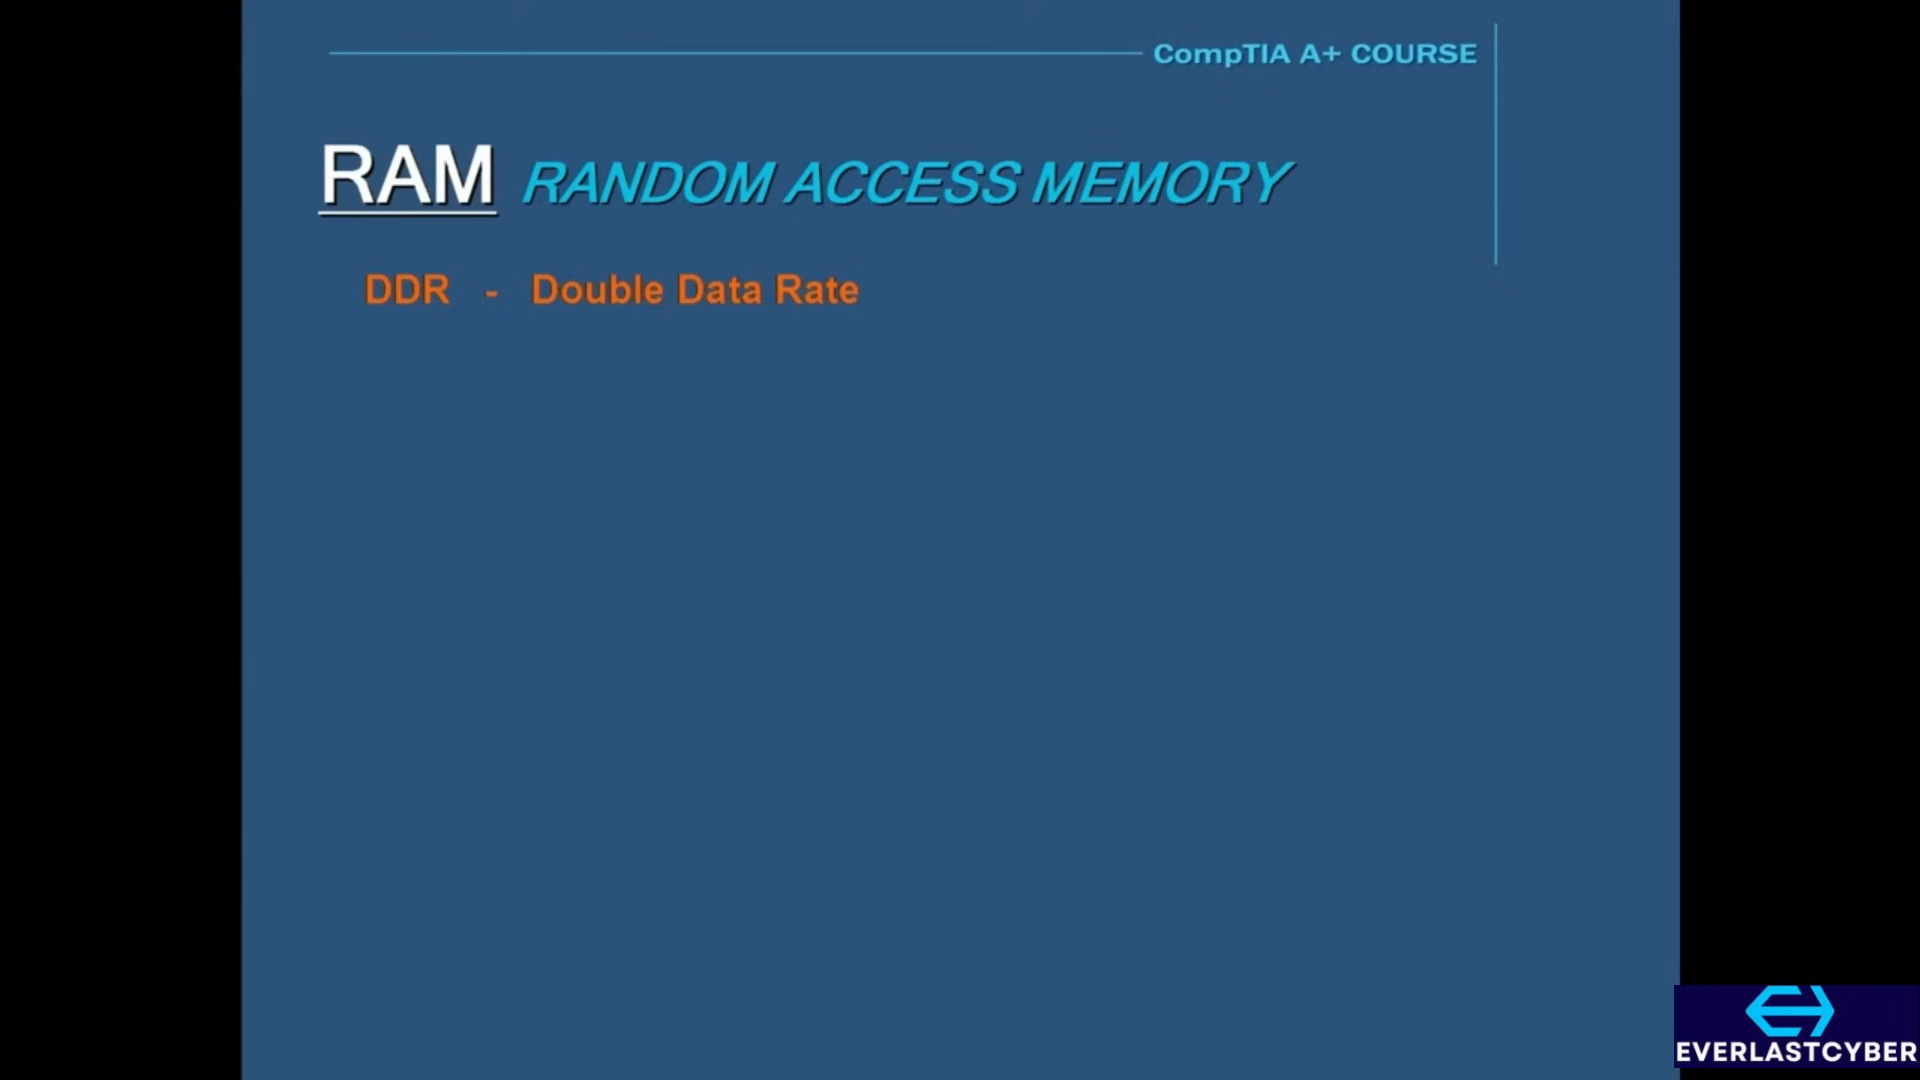 CompTIA A+ COURSE
RAM RANDOM ACCESS MEMORY
DDR - Double Data Rate
EVERLASTCYBER